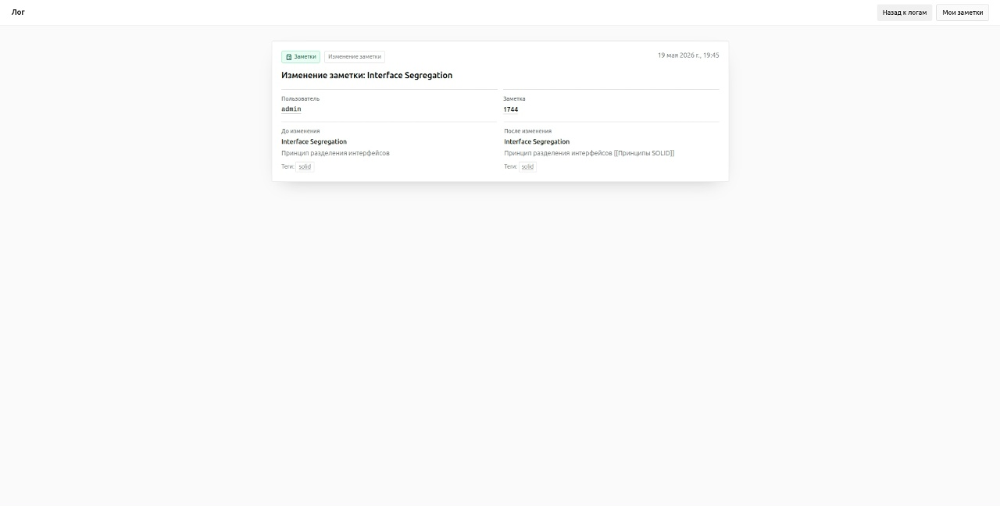 Лог
Назад к логам
Мои заметки
Заметки
Изменение заметки
19 мая 2026 г., 19:45
Изменение заметки: Interface Segregation
Пользователь
admin
Заметка
1744
До изменения
Interface Segregation
Принцип разделения интерфейсов
Теги: solid
После изменения
Interface Segregation
Принцип разделения интерфейсов [[Принципы SOLID]]
Теги: solid